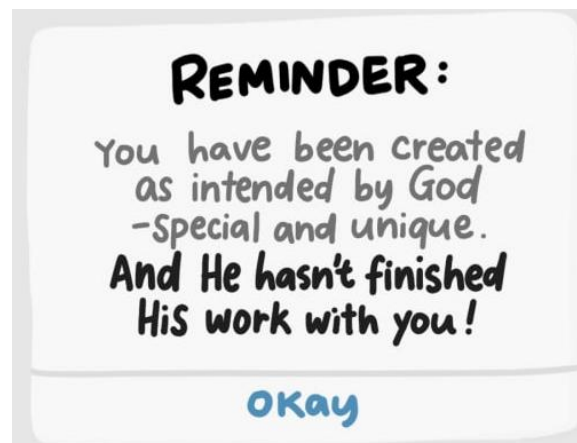 REMINDER:
You have been created
as intended by God
-special and unique.
And He hasn't finished
His work with you!
OKay